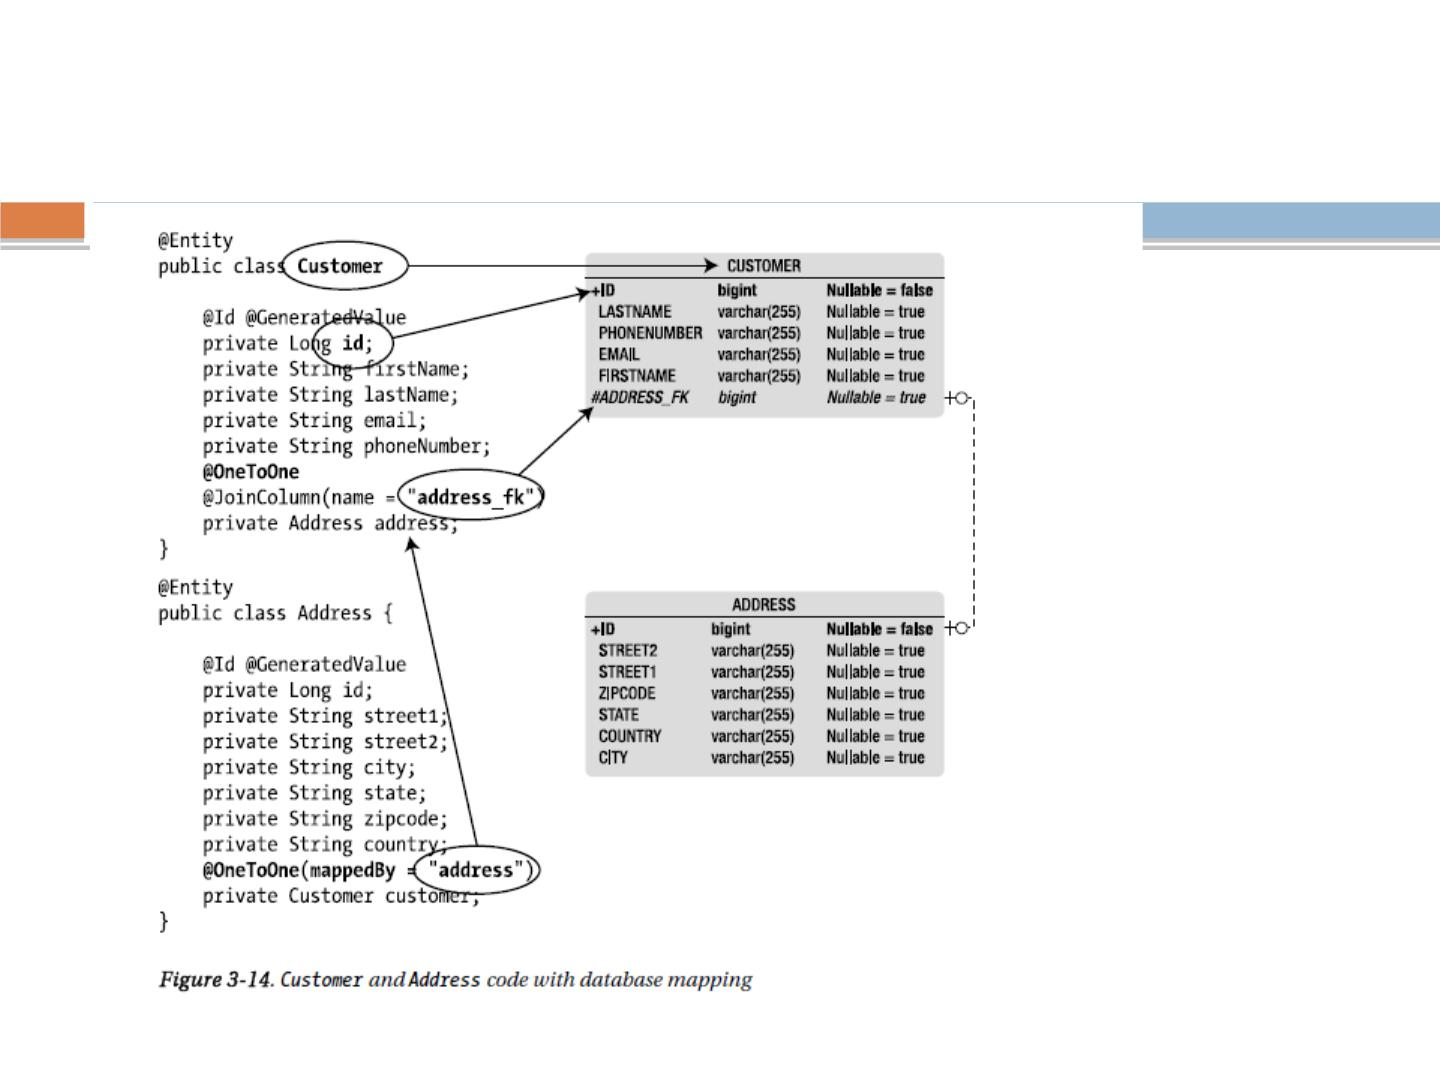 @Entity
public class Customer
@Id @GeneratedValue
private Long id;
private String firstName;
private String lastName;
private String email;
private String phoneNumber;
@OneToOne
@JoinColumn(name = "address_fk")
private Address address;
}
@Entity
public class Address {
@Id @GeneratedValue
private Long id;
private String street1;
private String street2;
private String city;
private String state;
private String zipcode;
private String country;
@OneToOne(mappedBy = "address")
private Customer customer;
}
CUSTOMER
+ID bigint Nullable = false
LASTNAME varchar(255) Nullable = true
PHONENUMBER varchar(255) Nullable = true
EMAIL varchar(255) Nullable = true
FIRSTNAME varchar(255) Nullable = true
#ADDRESS_FK bigint Nullable = true
ADDRESS
+ID bigint Nullable = false
STREET2 varchar(255) Nullable = true
STREET1 varchar(255) Nullable = true
ZIPCODE varchar(255) Nullable = true
STATE varchar(255) Nullable = true
COUNTRY varchar(255) Nullable = true
CITY varchar(255) Nullable = true
Figure 3-14. Customer and Address code with database mapping